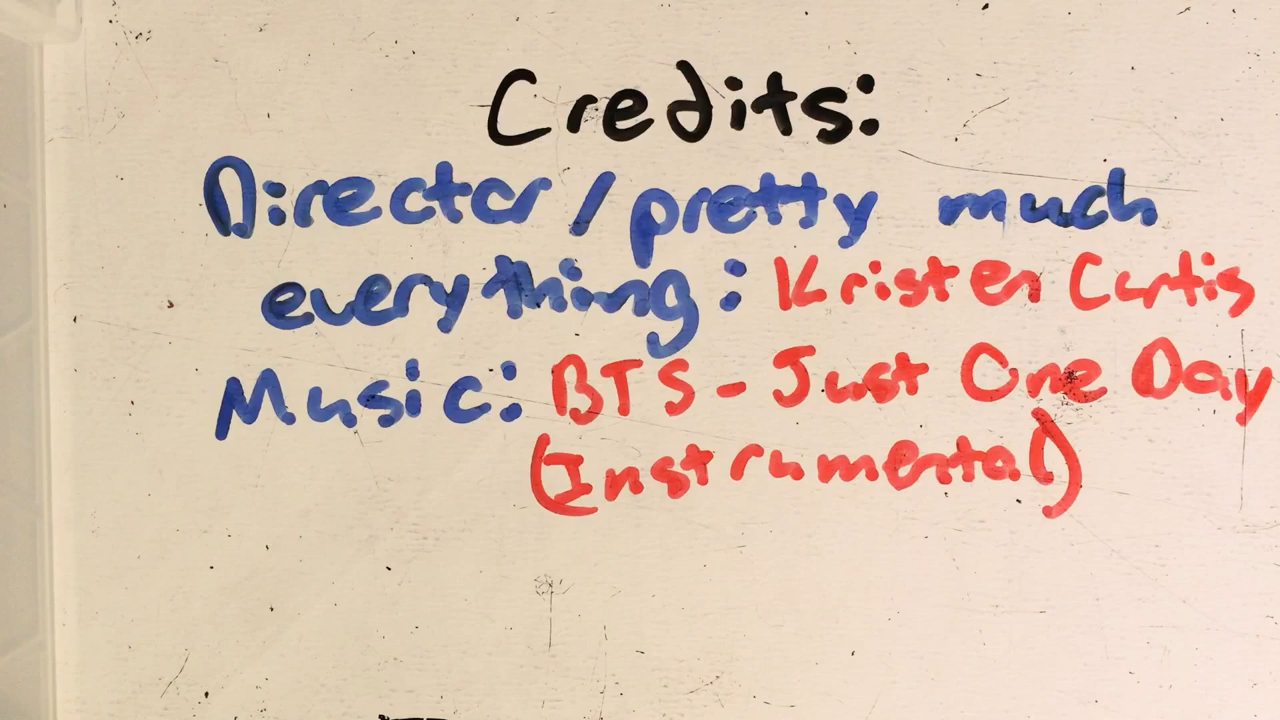 Credits:
Director / pretty much
everything: Kristen Curtis
Music: BTS - Just One Day
(Instrumental)